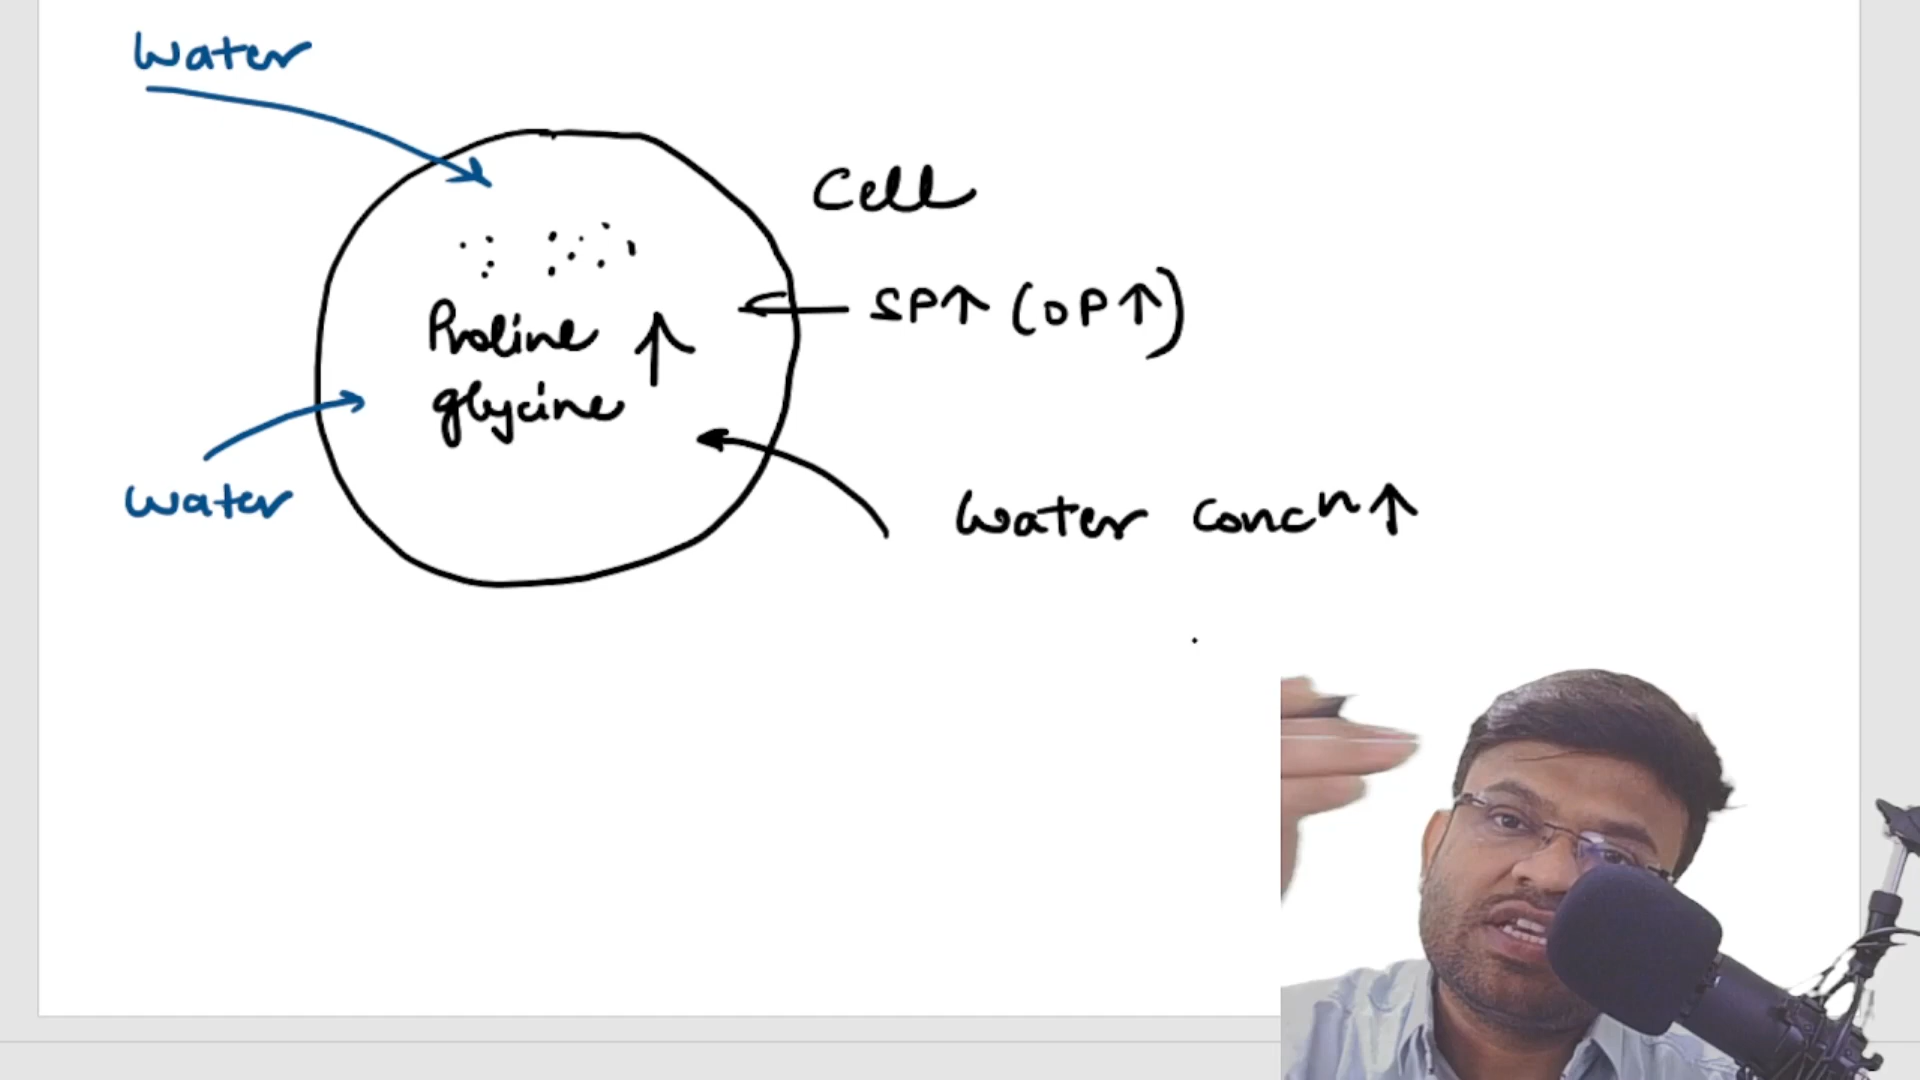 Water
Cell
SP↑ (OP↑)
Proline ↑
glycine
Water
Water concn↑